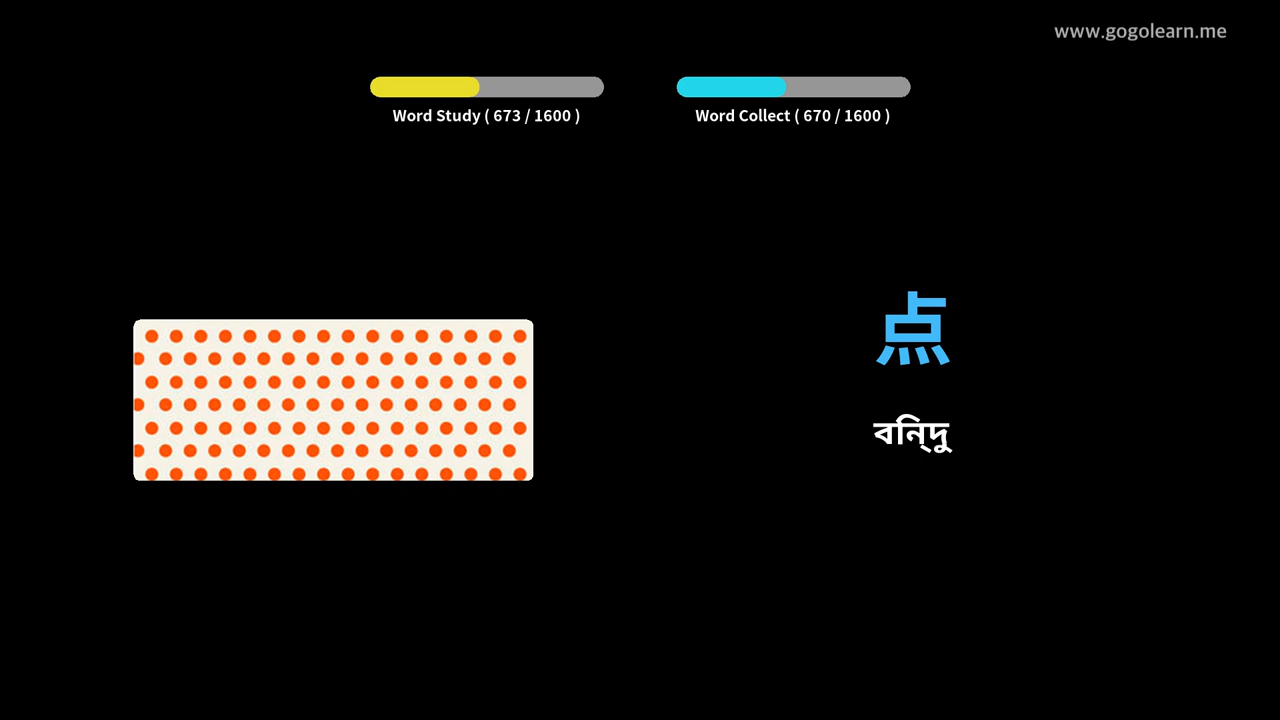 www.gogolearn.me
Word Study ( 673 / 1600 )
Word Collect ( 670 / 1600 )
点
বিন্দু